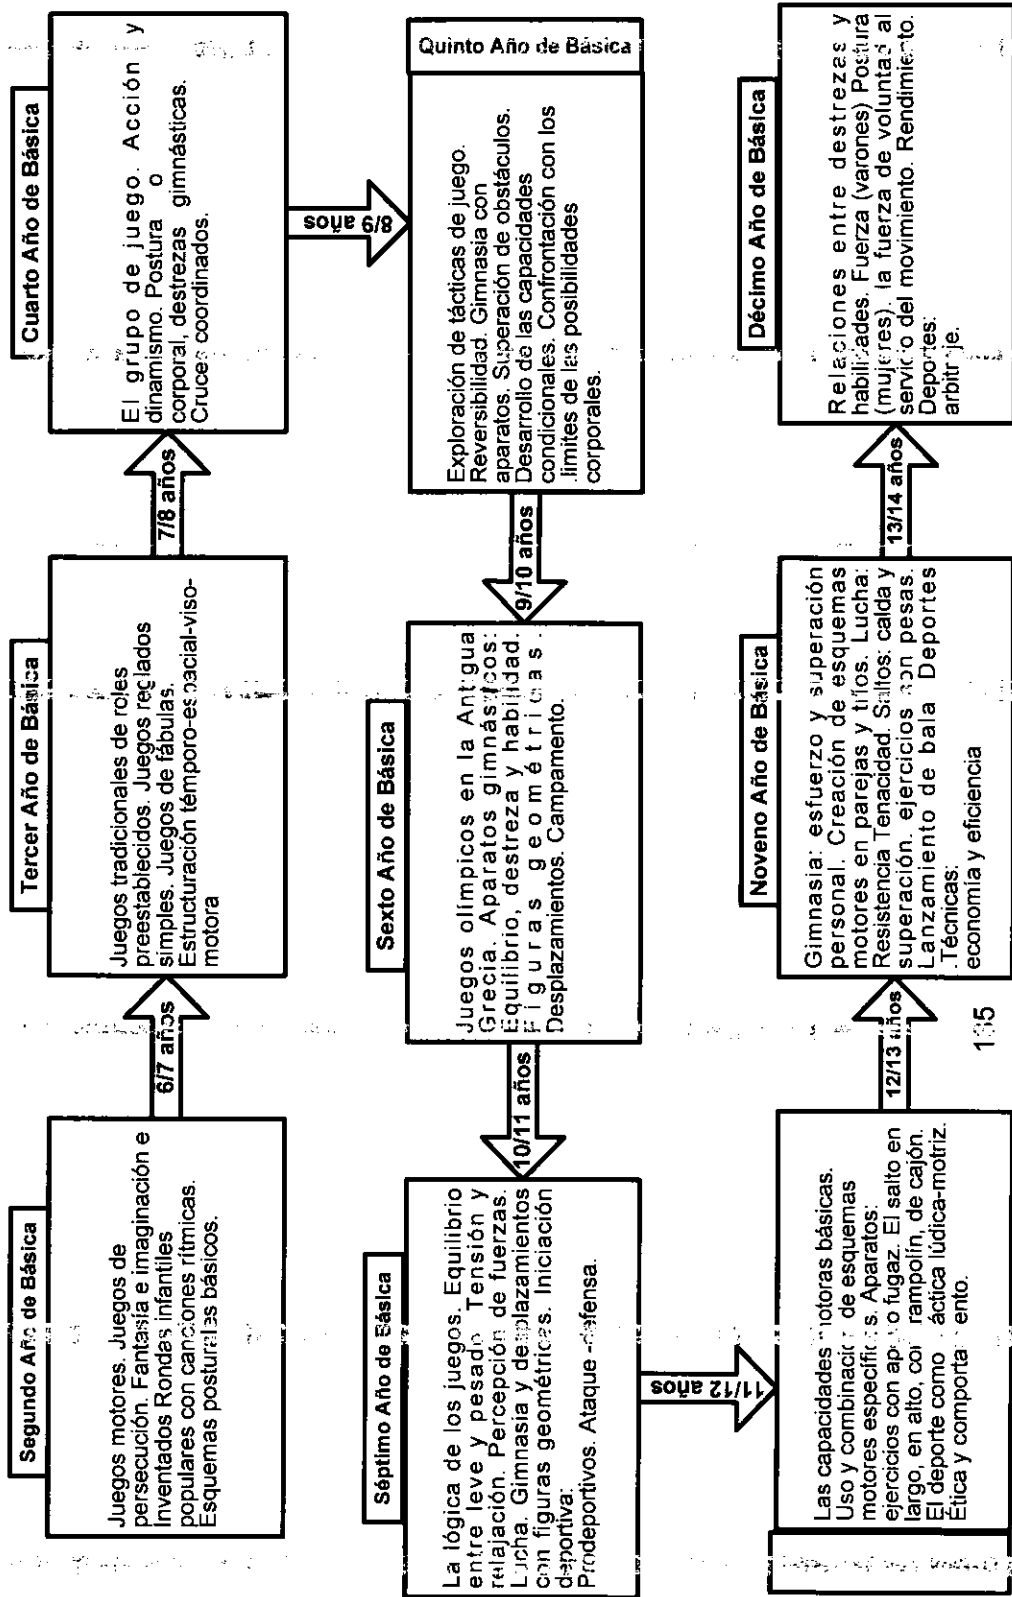 Segundo Año de Básica
Juegos motores. Juegos de
persecución. Fantasía e imaginación e
Inventados Rondas infantiles
populares con canciones rítmicas.
Esquemas posturales básicos.
6/7 años
Tercer Año de Básica
Juegos tradicionales de roles
preestablecidos. Juegos reglados
simples. Juegos de fábulas.
Estructuración témporo-espacial-viso-
motora
7/8 años
Cuarto Año de Básica
El grupo de juego. Acción y
dinamismo. Postura o
corporal, destrezas gimnásticas.
Cruces coordinados.
8/9 años
Quinto Año de Básica
Exploración de tácticas de juego.
Reversibilidad. Gimnasia con
aparatos. Superación de obstáculos.
Desarrollo de las capacidades
condicionales. Confrontación con los
límites de las posibilidades
corporales.
9/10 años
Sexto Año de Básica
Juegos olímpicos en la Antigua
Grecia. Aparatos gimnásticos:
Equilibrio, destreza y habilidad.
Figuras geométricas.
Desplazamientos. Campamento.
10/11 años
Séptimo Año de Básica
La lógica de los juegos. Equilibrio
entre leve y pesado Tensión y
relajación. Percepción de fuerzas.
Lucha. Gimnasia y desplazamientos
con figuras geométricas. Iniciación
deportiva:
Prodeportivos. Ataque -defensa.
11/12 años
Las capacidades motoras básicas.
Uso y combinación de esquemas
motores específicos. Aparatos:
ejercicios con apoyo fugaz. El salto en
largo, en alto, con rampolín, de cajón.
El deporte como táctica lúdica-motriz.
Ética y comportamiento.
12/13 años
Noveno Año de Básica
Gimnasia: esfuerzo y superación
personal. Creación de esquemas
motores en parejas y tríos. Lucha:
Resistencia Tenacidad. Saltos: calda y
superación. ejercicios con pesas.
Lanzamiento de bala Deportes
.Técnicas:
economía y eficiencia
13/14 años
Décimo Año de Básica
Relaciones entre destrezas y
habilidades. Fuerza (varones) Postura
(mujeres). la fuerza de voluntad al
servicio del movimiento. Rendimiento.
Deportes:
arbitraje.
135